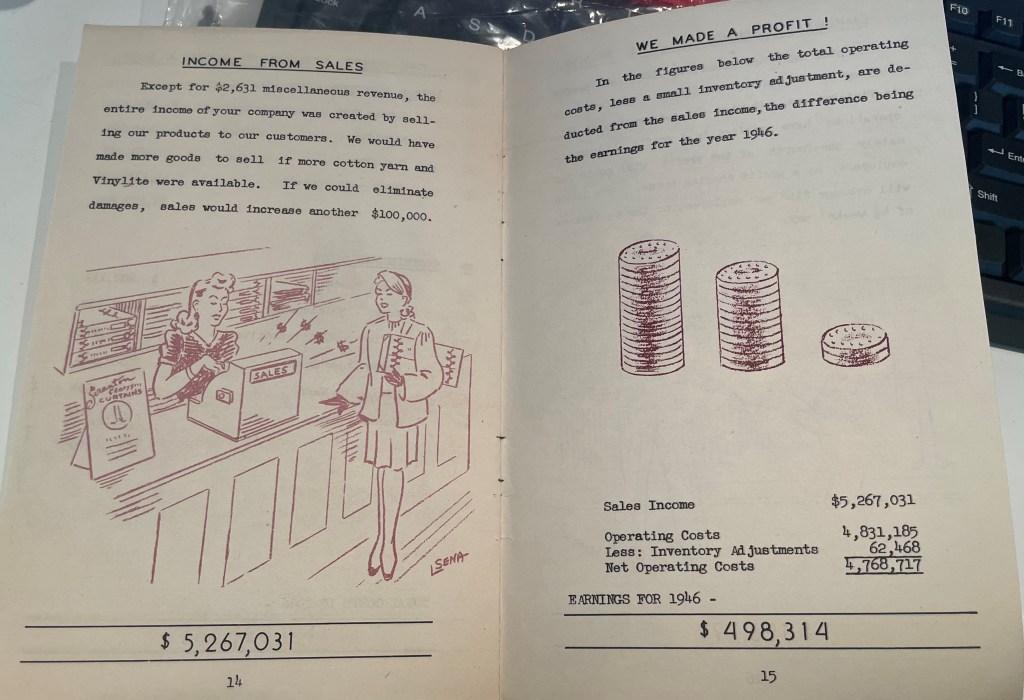 INCOME FROM SALES
Except for $2,631 miscellaneous revenue, the
entire income of your company was created by sell-
ing our products to our customers. We would have
made more goods to sell if more cotton yarn and
Vinylite were available. If we could eliminate
damages, sales would increase another $100,000.
SALES
Scranton
CURTAINS
SENA
$ 5,267,031
14
WE MADE A PROFIT !
In the figures below the total operating
costs, less a small inventory adjustment, are de-
ducted from the sales income, the difference being
the earnings for the year 1946.
Sales Income $5,267,031
Operating Costs 4,831,185
Less: Inventory Adjustments 62,468
Net Operating Costs 4,768,717
EARNINGS FOR 1946 -
$ 498,314
15
A
S
D
F10
F11
Shift